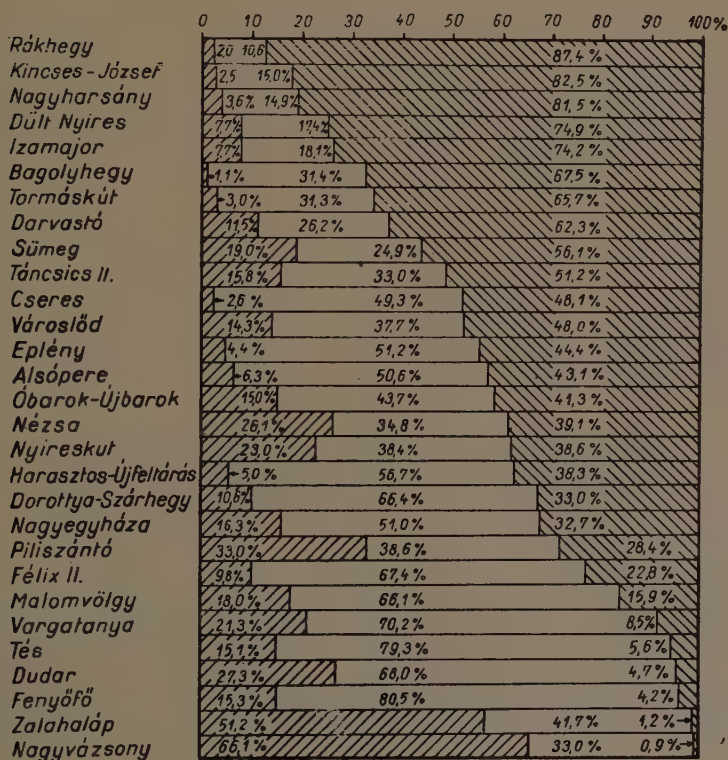 0 10 20 30 40 50 60 70 80 90 100%
Rákhegy 2,0 10,6 87,4%
Kincses-József 2,5 15,0% 82,5%
Nagyharsány 3,6% 14,9% 81,5%
Dűlt Nyires 7,7% 17,4% 74,9%
Izamajor 7,7% 18,1% 74,2%
Bagolyhegy 1,1% 31,4% 67,5%
Tormáskút 3,0% 31,3% 65,7%
Darvastó 11,5% 26,2% 62,3%
Sümeg 19,0% 24,9% 56,1%
Táncsics II. 15,8% 33,0% 51,2%
Cseres 2,6% 49,3% 48,1%
Városlőd 14,3% 37,7% 48,0%
Eplény 4,4% 51,2% 44,4%
Alsópere 6,3% 50,6% 43,1%
Óbarok-Újbarok 15,0% 43,7% 41,3%
Nézsa 26,1% 34,8% 39,1%
Nyireskut 23,0% 38,4% 38,6%
Harasztos-Újfeltárás 5,0% 56,7% 38,3%
Dorottya-Szárhegy 10,6% 66,4% 33,0%
Nagyegyháza 16,3% 51,0% 32,7%
Piliszántó 33,0% 38,6% 28,4%
Félix II. 9,8% 67,4% 22,8%
Malomvölgy 18,0% 66,1% 15,9%
Vargatanya 21,3% 70,2% 8,5%
Tés 15,1% 79,3% 5,6%
Dudar 27,3% 68,0% 4,7%
Fenyőfő 15,3% 80,5% 4,2%
Zalahaláp 51,2% 41,7% 1,2%
Nagyvázsony 66,1% 33,0% 0,9%